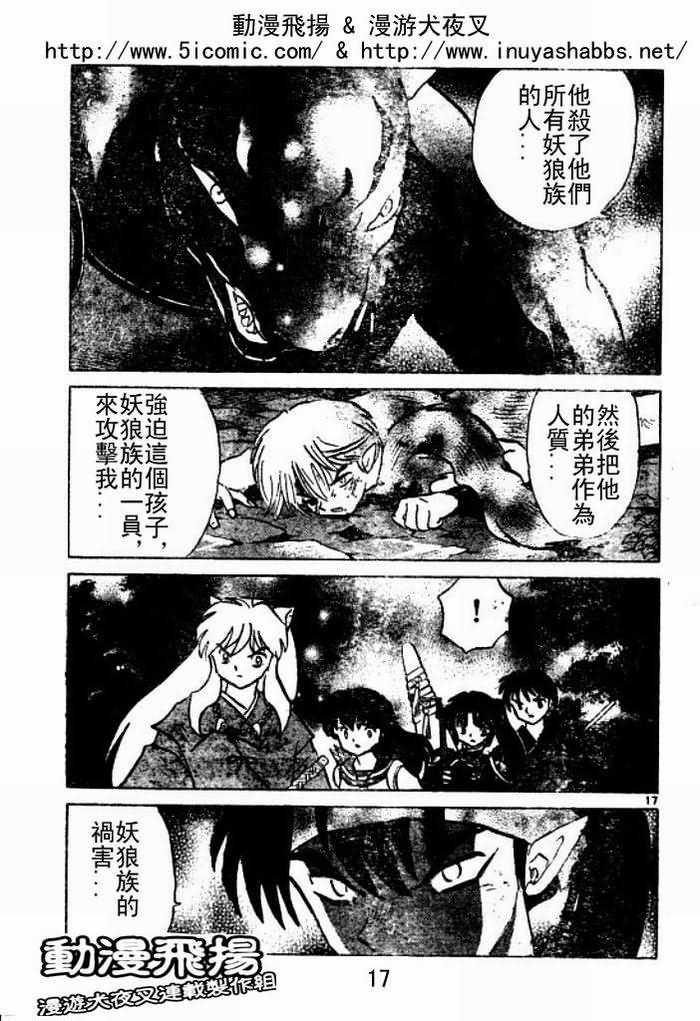 動漫飛揚 & 漫游犬夜叉
http://www.5icomic.com/ & http://www.inuyashabbs.net/
他殺了他們
所有妖狼族
的人…
然後把他
的弟弟作為
人質…
強迫這個孩子,
妖狼族的一員,
來攻擊我…
！
17
妖狼族的
禍害…
動漫飛揚
漫遊犬夜叉連載製作組
17